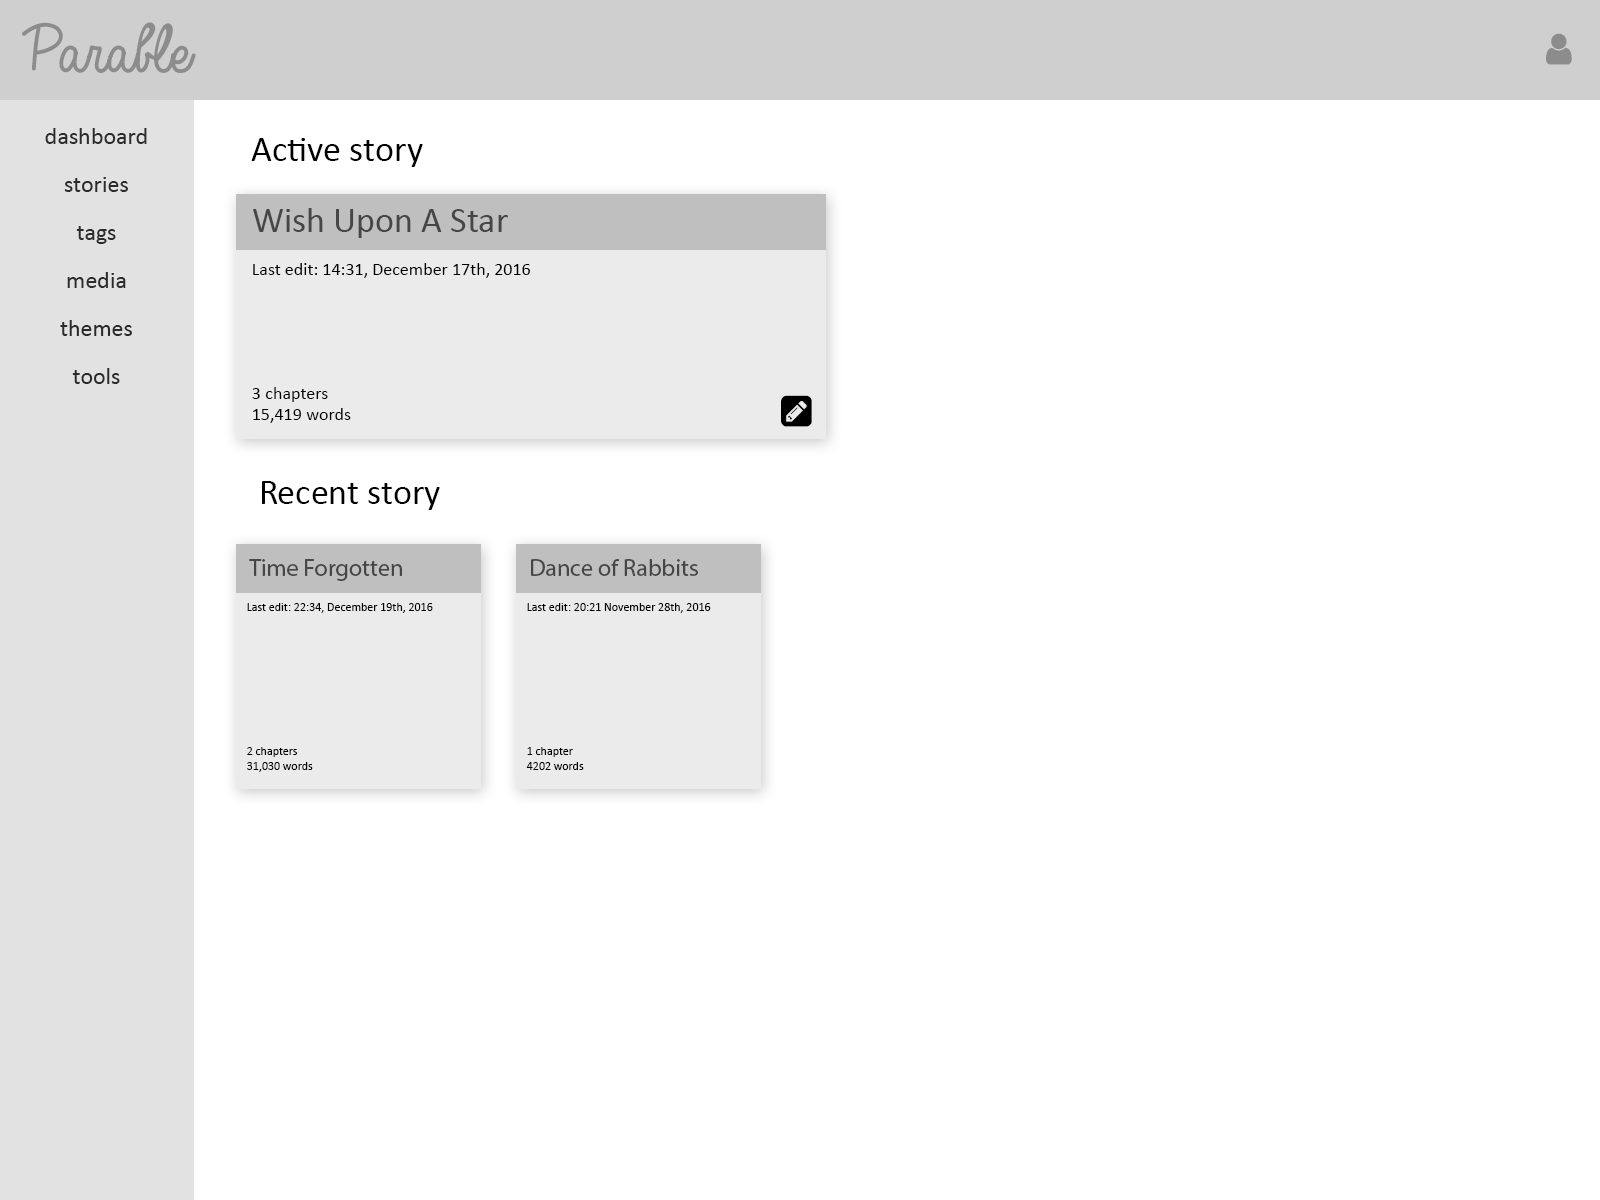 Parable
dashboard
stories
tags
media
themes
tools
Active story
Wish Upon A Star
Last edit: 14:31, December 17th, 2016
3 chapters
15,419 words
Recent story
Time Forgotten
Last edit: 22:34, December 19th, 2016
2 chapters
31,030 words
Dance of Rabbits
Last edit: 20:21 November 28th, 2016
1 chapter
4202 words